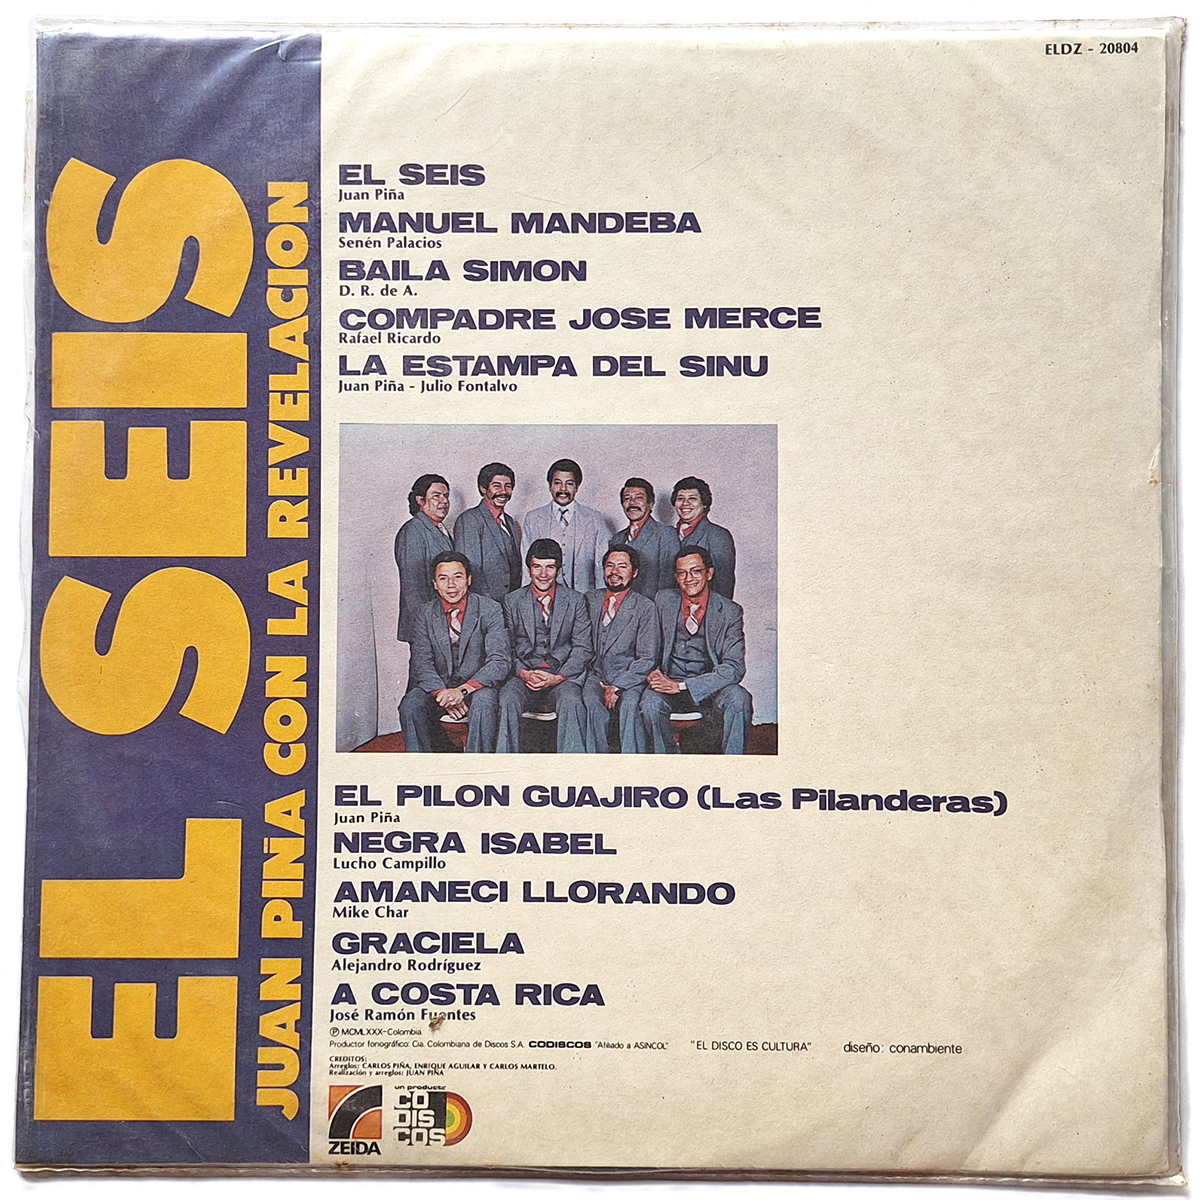 ELDZ - 20804
EL SEIS
JUAN PIÑA CON LA REVELACION
EL SEIS
Juan Piña
MANUEL MANDEBA
Senén Palacios
BAILA SIMON
D. R. de A.
COMPADRE JOSE MERCE
Rafael Ricardo
LA ESTAMPA DEL SINU
Juan Piña - Julio Fontalvo
EL PILON GUAJIRO (Las Pilanderas)
Juan Piña
NEGRA ISABEL
Lucho Campillo
AMANECI LLORANDO
Mike Char
GRACIELA
Alejandro Rodríguez
A COSTA RICA
José Ramón Fuentes
Ⓟ MCMLXXX-Colombia.
Productor fonográfico: Cia. Colombiana de Discos S.A. CODISCOS "Afiliado a ASINCOL" "EL DISCO ES CULTURA" diseño: conambiente
CREDITOS:
Arreglos: CARLOS PIÑA, ENRIQUE AGUILAR Y CARLOS MARTELO.
Realización y arreglos: JUAN PIÑA
ZEIDA
un producto
CO
DIS
COS